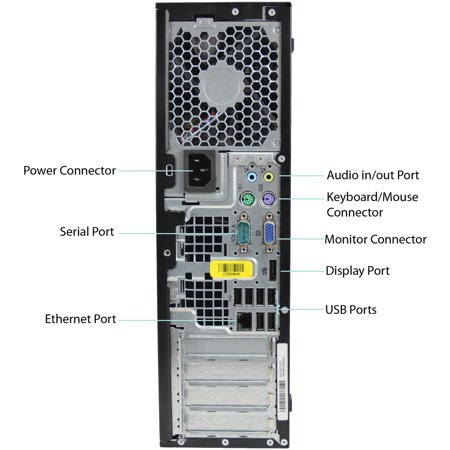 Power Connector
Audio in/out Port
Keyboard/Mouse
Connector
Serial Port
Monitor Connector
Display Port
USB Ports
Ethernet Port